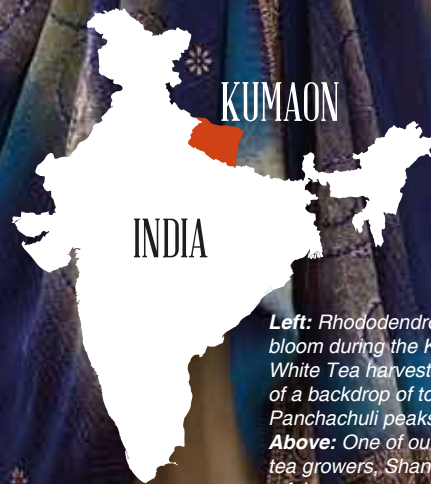 KUMAON
INDIA
Left: Rhododendro
bloom during the K
White Tea harvest
of a backdrop of to
Panchachuli peaks
Above: One of ou
tea growers, Shan